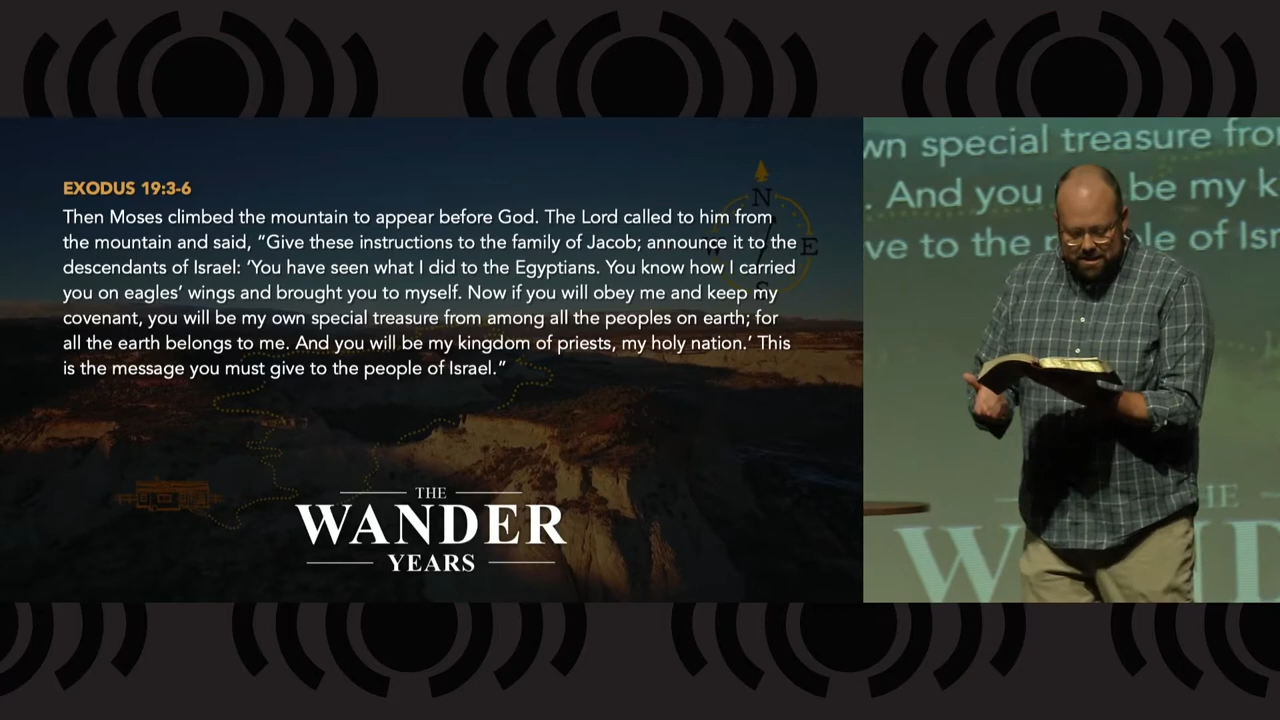 EXODUS 19:3-6
Then Moses climbed the mountain to appear before God. The Lord called to him from
the mountain and said, “Give these instructions to the family of Jacob; announce it to the
descendants of Israel: ‘You have seen what I did to the Egyptians. You know how I carried
you on eagles’ wings and brought you to myself. Now if you will obey me and keep my
covenant, you will be my own special treasure from among all the peoples on earth; for
all the earth belongs to me. And you will be my kingdom of priests, my holy nation.’ This
is the message you must give to the people of Israel.”
N
W E
S
THE
WANDER
YEARS
wn special treasure fro
. And you be my k
ve to the people of Isr
HE
WAND